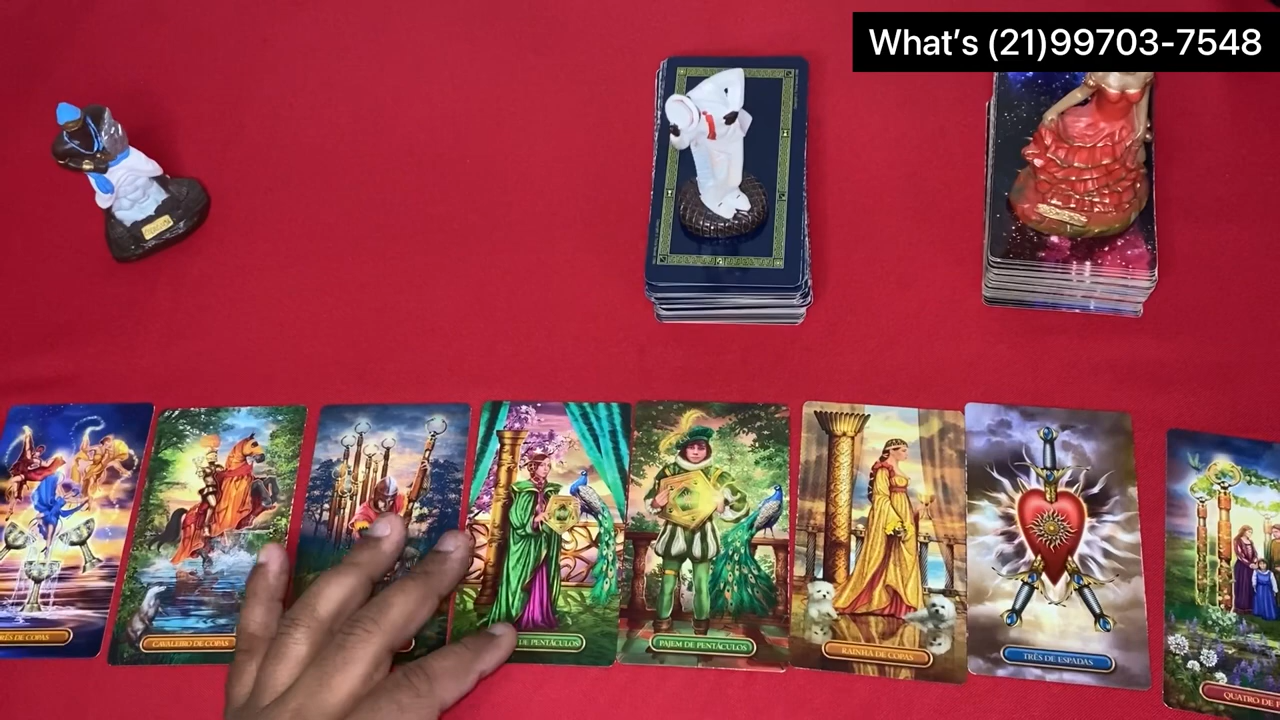 What's (21)99703-7548
RÊS DE COPAS
CAVALEIRO DE COPAS
DE PENTÁCULOS
PAJEM DE PENTÁCULOS
RAINHA DE COPAS
TRÊS DE ESPADAS
QUATRO DE